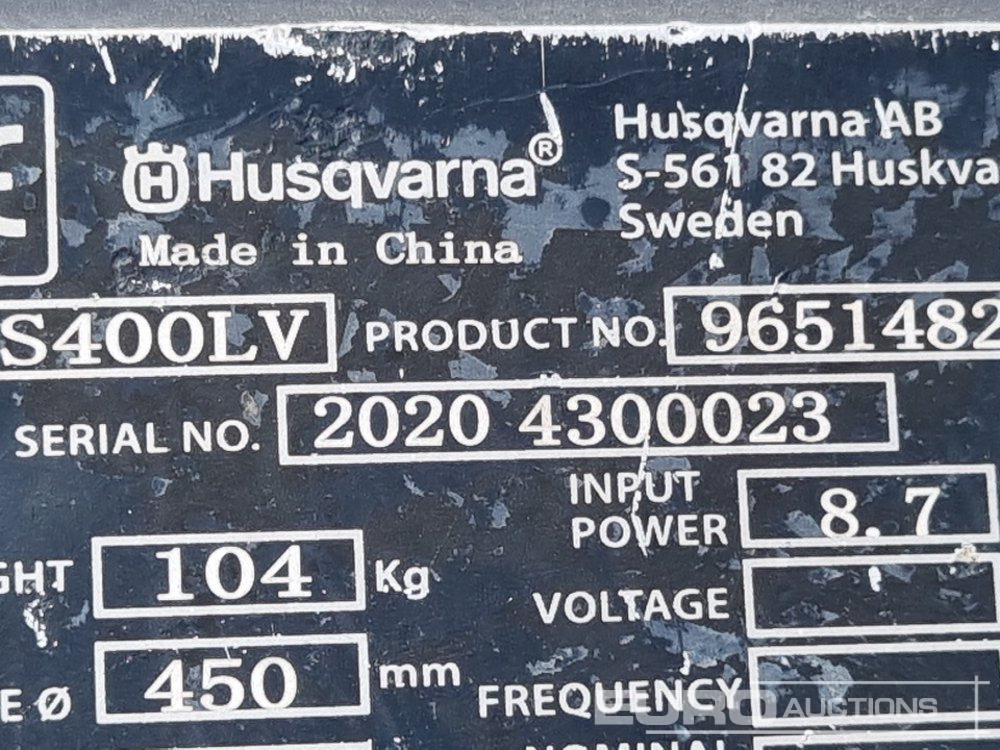 Husqvarna®
Made in China
Husqvarna AB
S-561 82 Huskva
Sweden
S400LV PRODUCT NO. 9651482
SERIAL NO. 2020 4300023
INPUT POWER 8.7
GHT 104 Kg
VOLTAGE
E Ø 450 mm
FREQUENCY
NOMINAL
EURO AUCTIONS